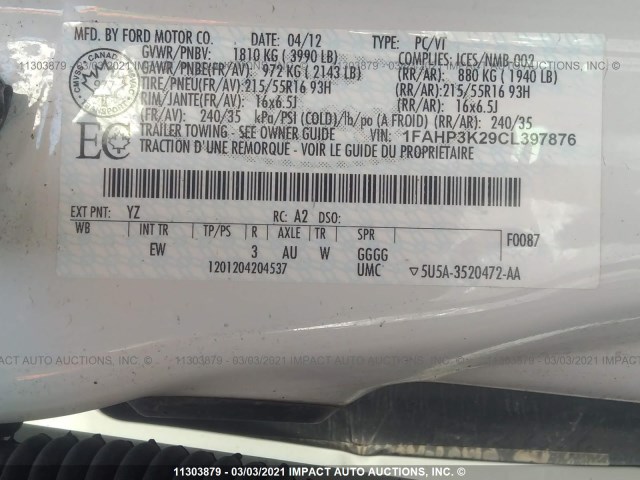 MFD. BY FORD MOTOR CO. DATE: 04/12 TYPE: PC/VT
GVWR/PNBV: 1810 KG ( 3990 LB) COMPLIES: ICES/NMB-002
GAWR/PNBE(FR/AV): 972 KG ( 2143 LB) (RR/AR): 880 KG ( 1940 LB)
TIRE/PNEU(FR/AV):215/55R16 93H (RR/AR):215/55R16 93H
RIM/JANTE(FR/AV): 16x6.5J (RR/AR): 16x6.5J
(FR/AV): 240/35 kPa/PSI (COLD)/lb/po (A FROID) (RR/AR): 240/35
TRAILER TOWING - SEE OWNER GUIDE VIN: 1FAHP3K29CL397876
TRACTION D'UNE REMORQUE - VOIR LE GUIDE DU PROPRIETAIRE
EC
EXT PNT: YZ RC: A2 DSO:
WB INT TR TP/PS R AXLE TR SPR F0087
EW 3 AU W GGGG
1201204204537 UMC 5U5A-3520472-AA
11303879 - 03/03/2021 IMPACT AUTO AUCTIONS LTD.